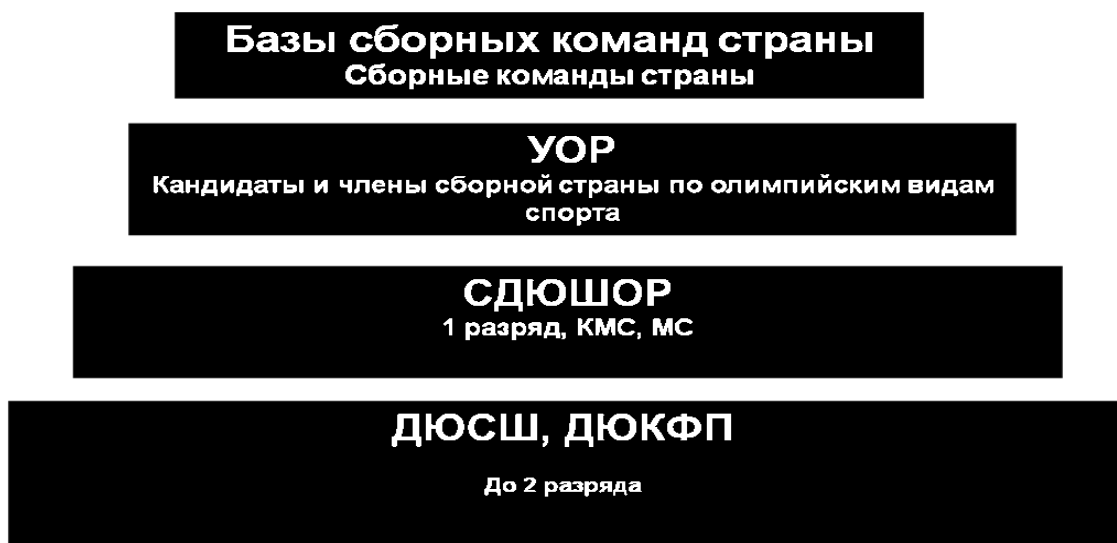 Базы сборных команд страны
Сборные команды страны
УОР
Кандидаты и члены сборной страны по олимпийским видам
спорта
СДЮШОР
1 разряд, КМС, МС
ДЮСШ, ДЮКФП
До 2 разряда